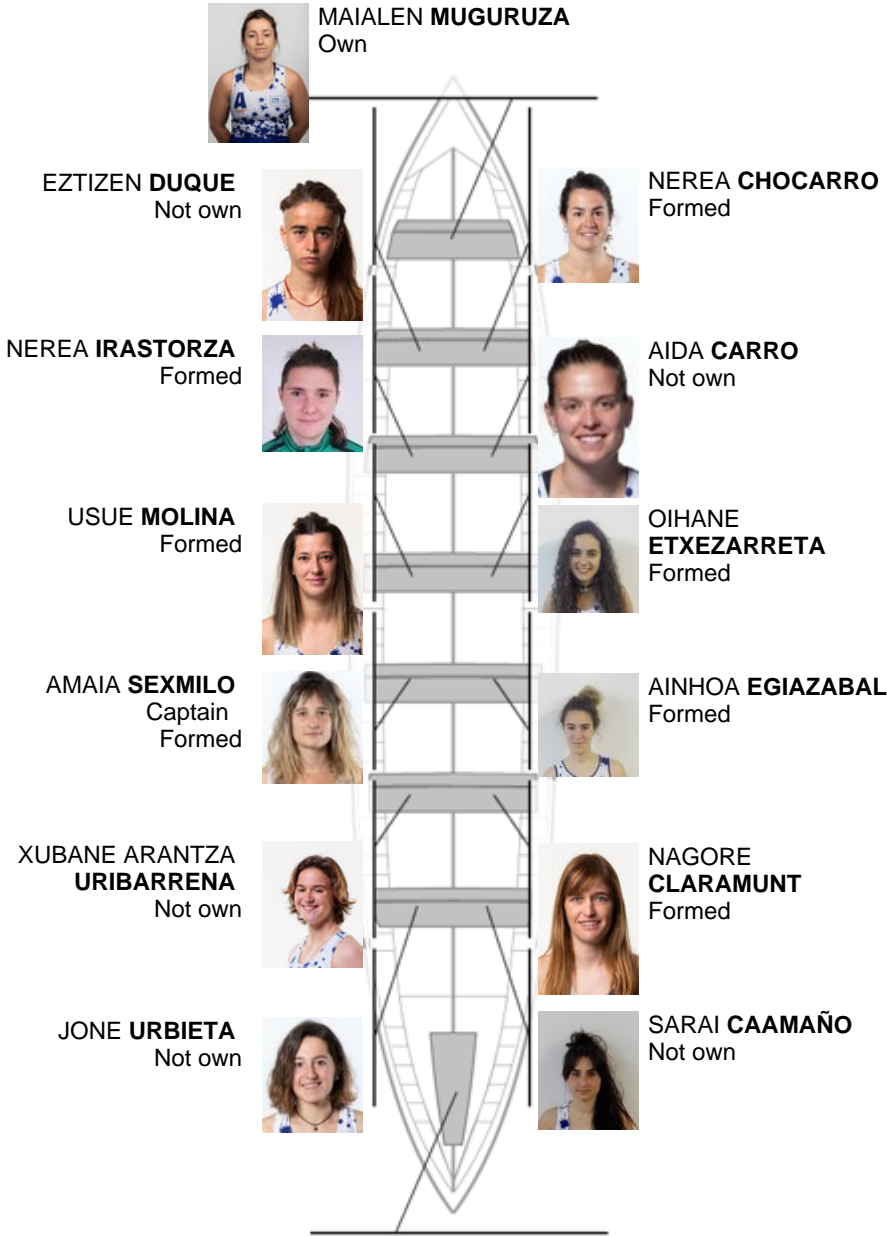 MAIALEN MUGURUZA
Own
EZTIZEN DUQUE
Not own
NEREA CHOCARRO
Formed
NEREA IRASTORZA
Formed
AIDA CARRO
Not own
USUE MOLINA
Formed
OIHANE
ETXEZARRETA
Formed
AMAIA SEXMILO
Captain
Formed
AINHOA EGIAZABAL
Formed
XUBANE ARANTZA
URIBARRENA
Not own
NAGORE
CLARAMUNT
Formed
JONE URBIETA
Not own
SARAI CAAMAÑO
Not own